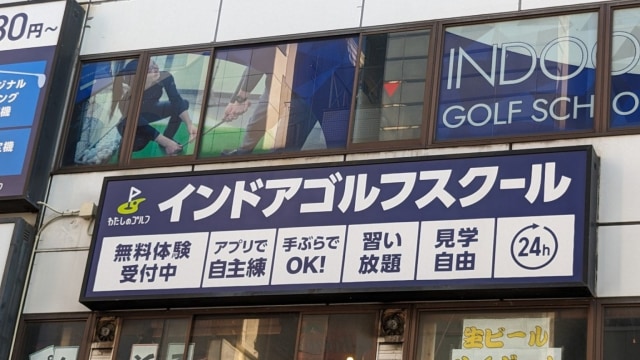 80円〜
INDOO
GOLF SCHO
わたしのゴルフ
インドアゴルフスクール
無料体験
受付中
アプリで
自主練
手ぶらで
OK!
習い
放題
見学
自由
24h
生ビール